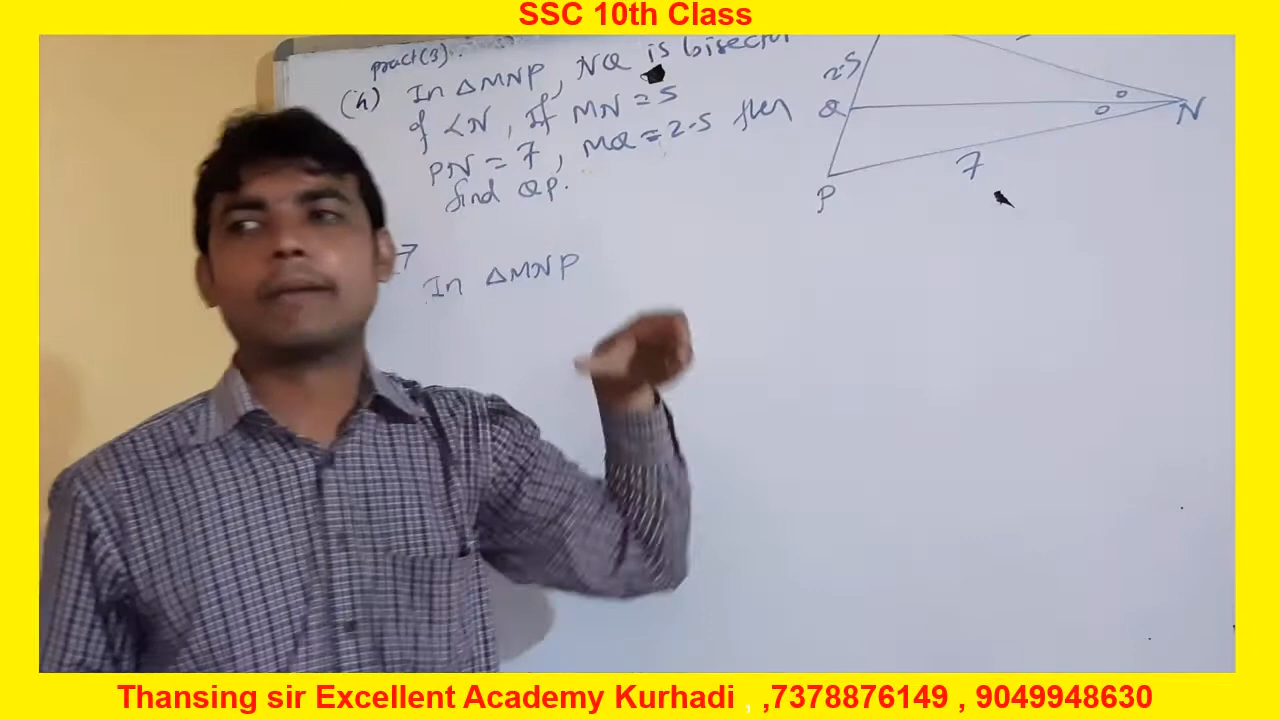 SSC 10th Class
pract(3).
(ii) In △MNP, NQ is bisector
of <N, If MN = 5
PN = 7, MQ = 2.5 then
find QP.
→
In △MNP
2.5
Q
N
7
P
Thansing sir Excellent Academy Kurhadi , ,7378876149 , 9049948630